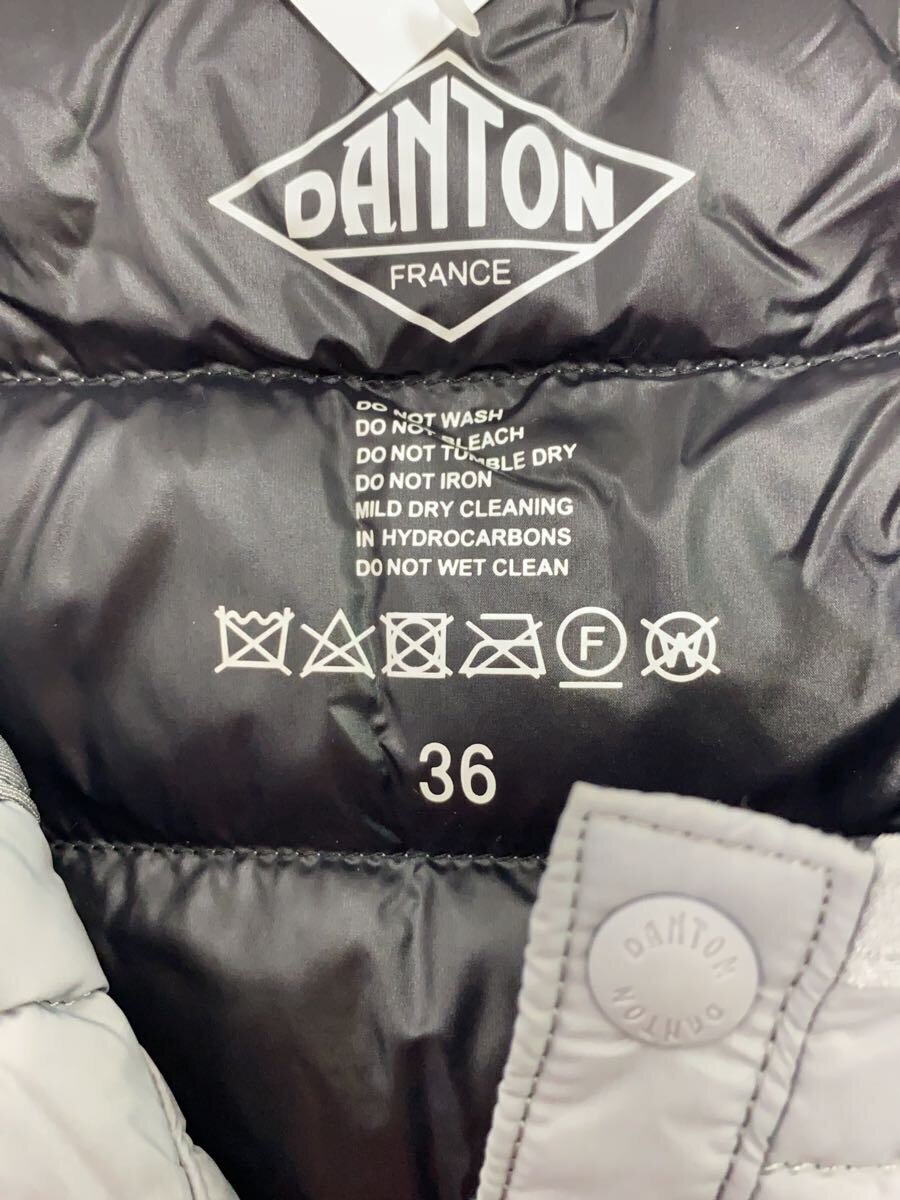 DANTON
FRANCE
DO NOT WASH
DO NOT BLEACH
DO NOT TUMBLE DRY
DO NOT IRON
MILD DRY CLEANING
IN HYDROCARBONS
DO NOT WET CLEAN
F
W
36
DANTON
DANTON